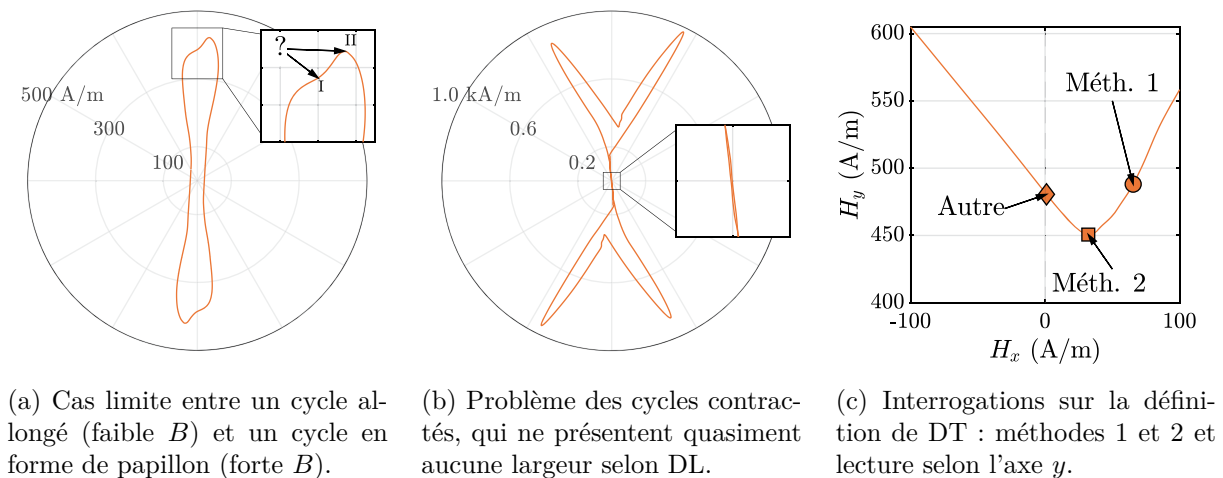 500 A/m
300
100
?
I
II
1.0 kA/m
0.6
0.2
600
550
500
450
400
H_y (A/m)
-100
0
100
H_x (A/m)
Méth. 1
Autre
Méth. 2
(a) Cas limite entre un cycle al-
longé (faible B) et un cycle en
forme de papillon (forte B).
(b) Problème des cycles contrac-
tés, qui ne présentent quasiment
aucune largeur selon DL.
(c) Interrogations sur la défini-
tion de DT : méthodes 1 et 2 et
lecture selon l'axe y.